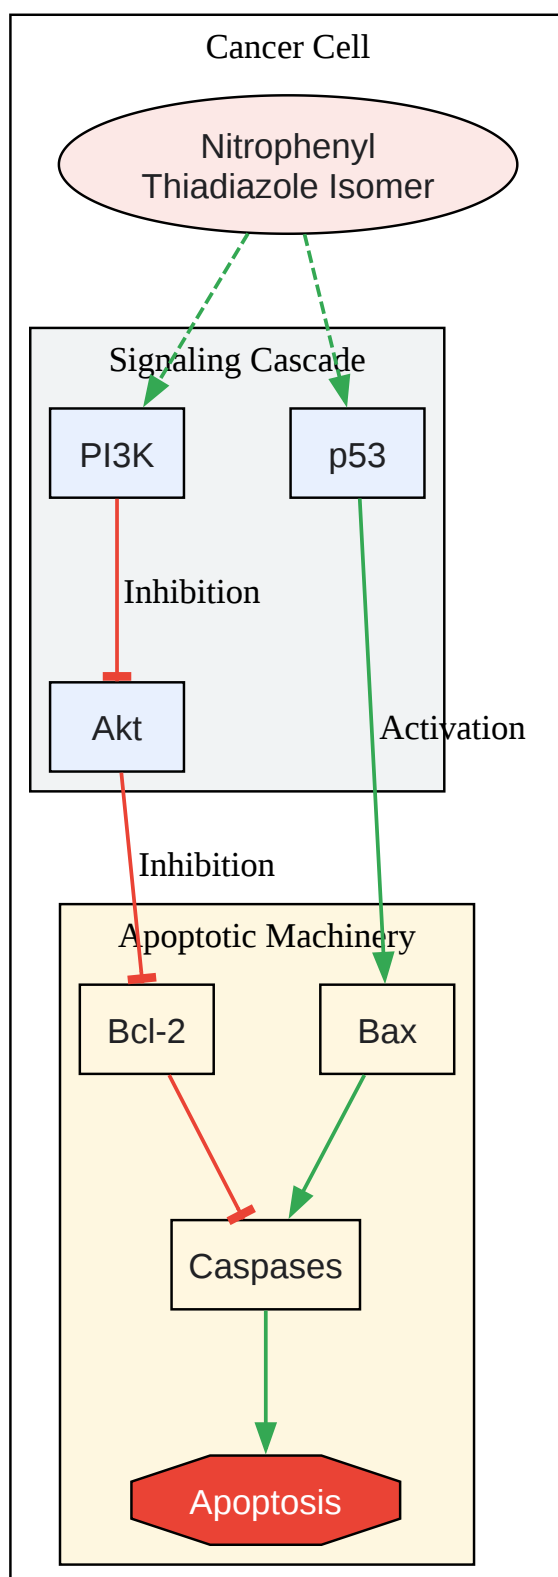 Cancer Cell
Nitrophenyl
Thiadiazole Isomer
Signaling Cascade
PI3K
p53
Inhibition
Akt
Activation
Inhibition
Apoptotic Machinery
Bcl-2
Bax
Caspases
Apoptosis